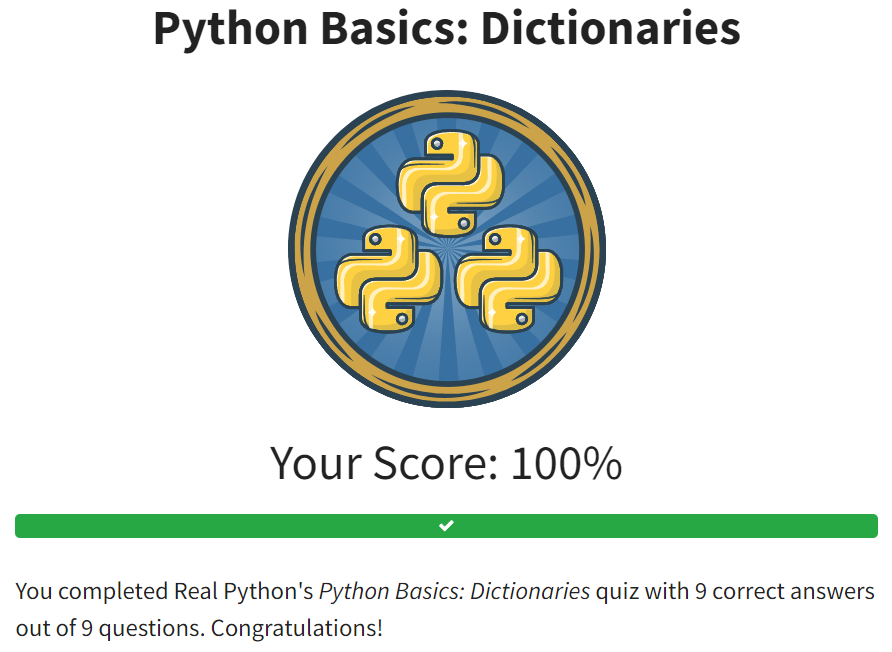 Python Basics: Dictionaries
Your Score: 100%
You completed Real Python's Python Basics: Dictionaries quiz with 9 correct answers
out of 9 questions. Congratulations!